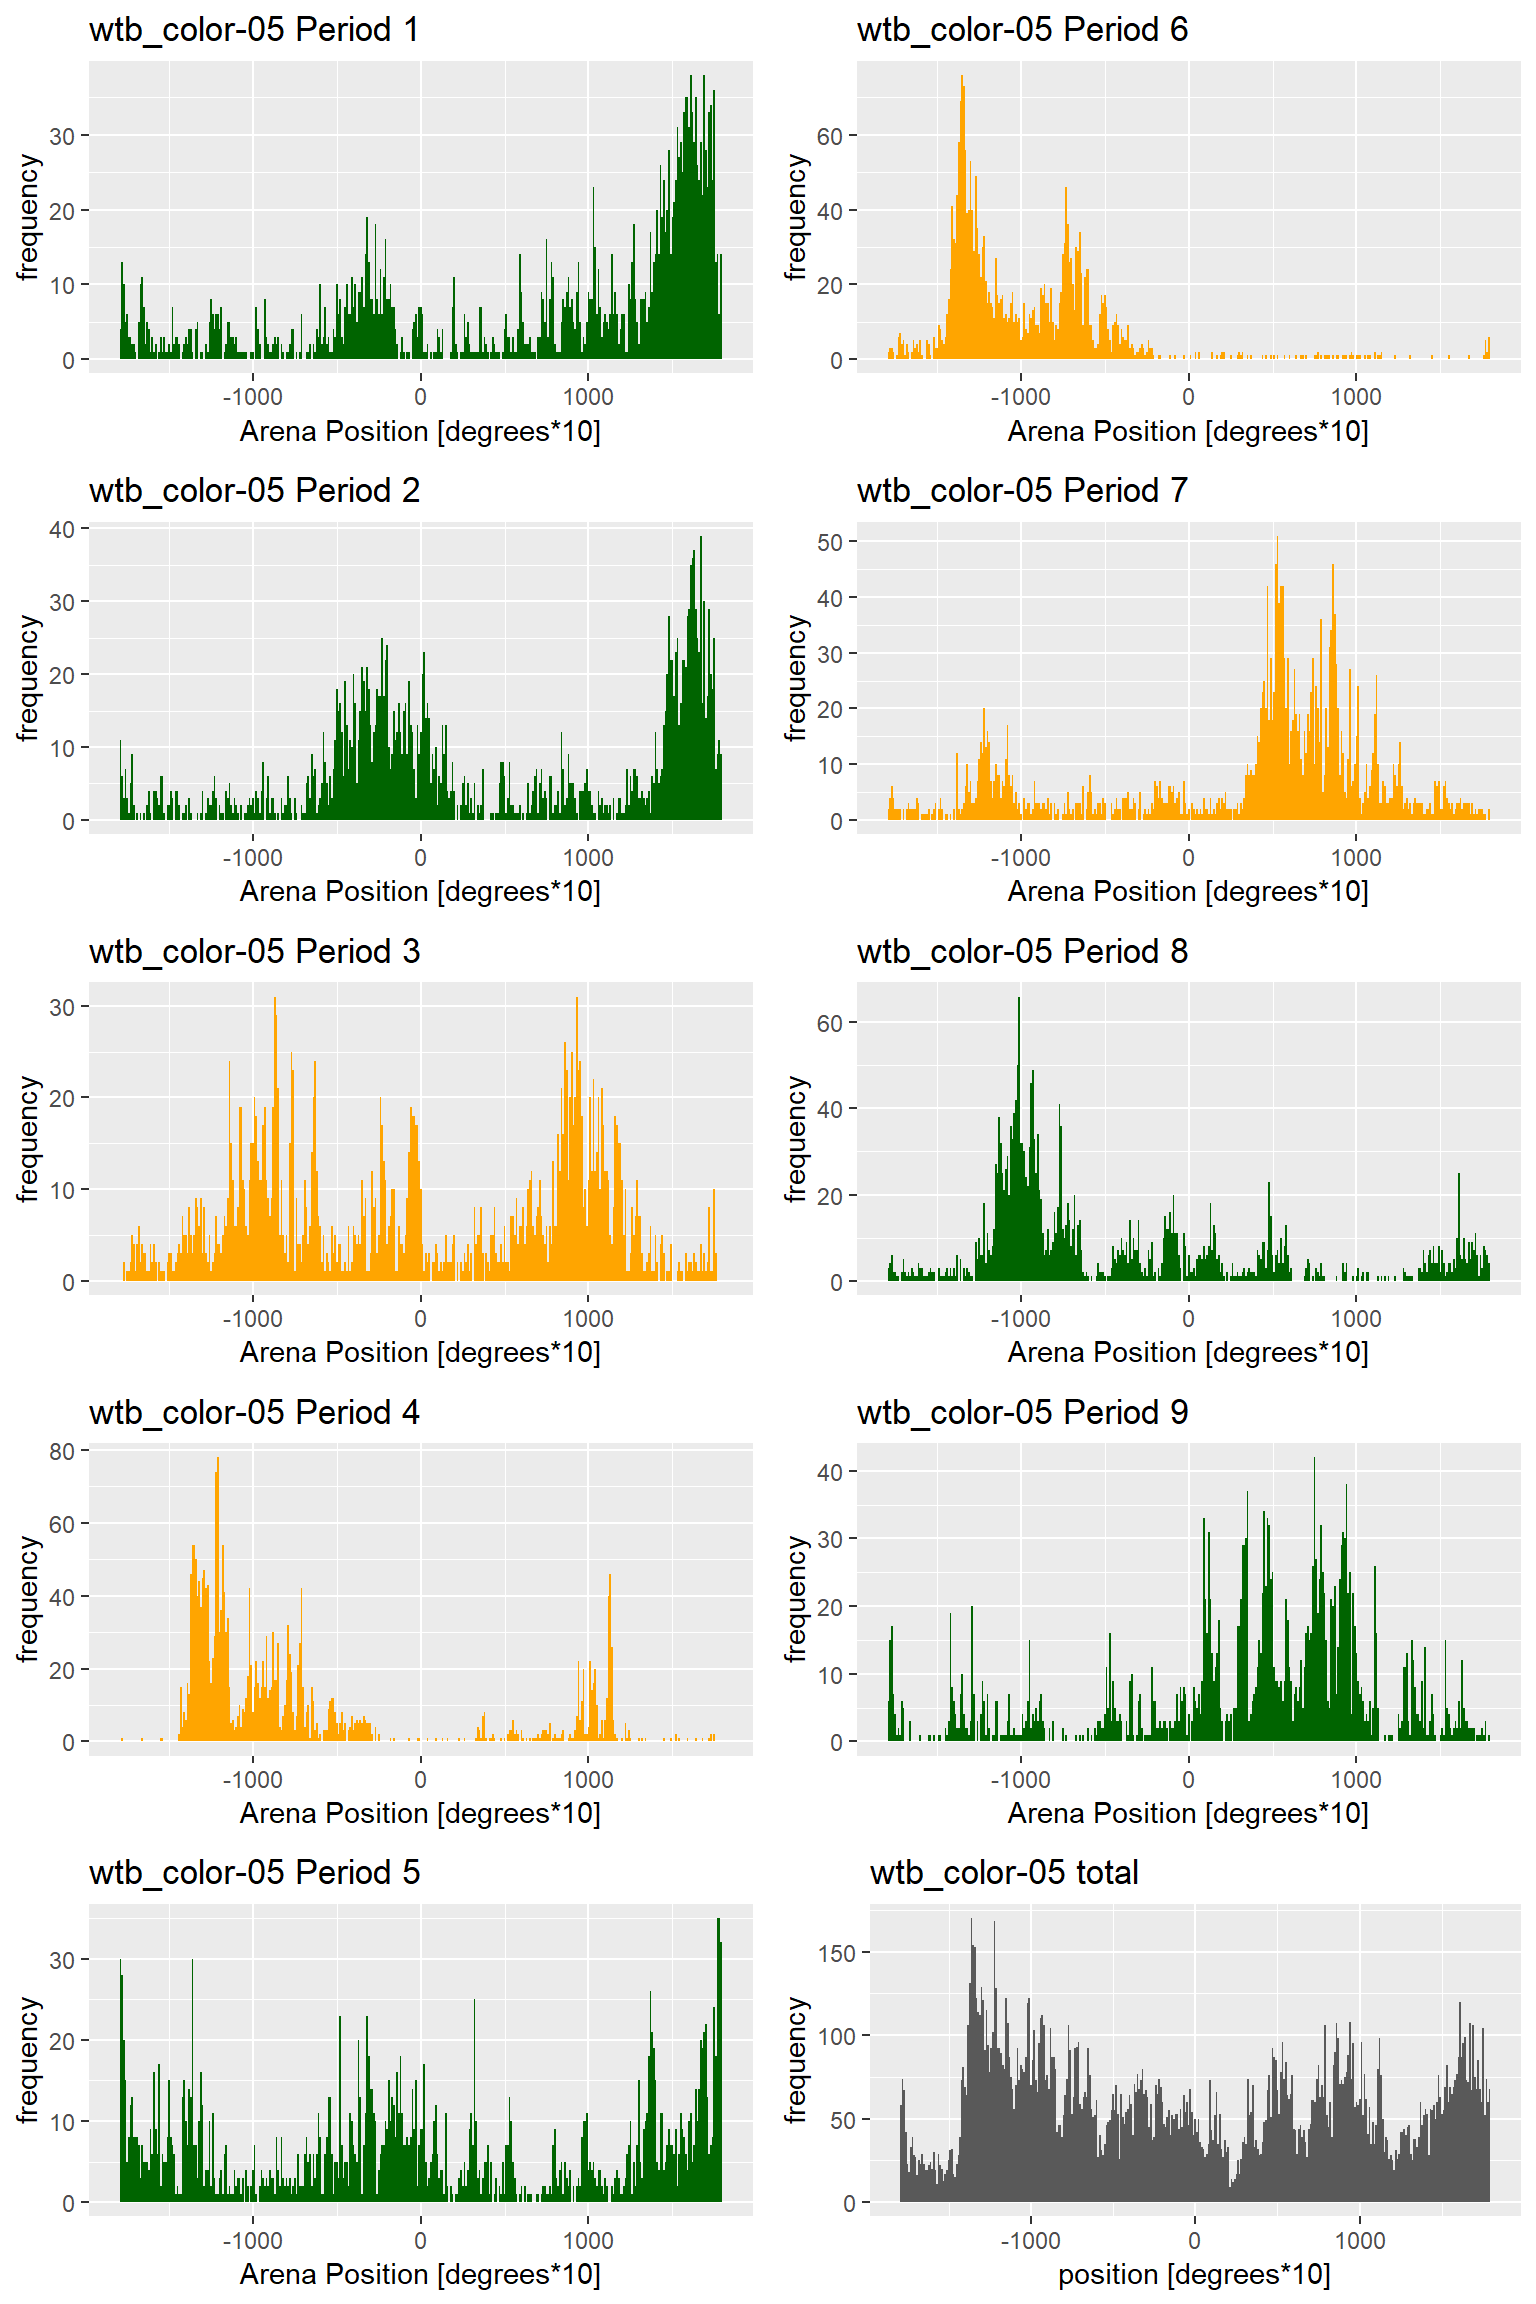 wtb_color-05 Period 1
frequency
30
20
10
0
-1000 0 1000
Arena Position [degrees*10]
wtb_color-05 Period 2
frequency
40
30
20
10
0
-1000 0 1000
Arena Position [degrees*10]
wtb_color-05 Period 3
frequency
30
20
10
0
-1000 0 1000
Arena Position [degrees*10]
wtb_color-05 Period 4
frequency
80
60
40
20
0
-1000 0 1000
Arena Position [degrees*10]
wtb_color-05 Period 5
frequency
30
20
10
0
-1000 0 1000
Arena Position [degrees*10]
wtb_color-05 Period 6
frequency
60
40
20
0
-1000 0 1000
Arena Position [degrees*10]
wtb_color-05 Period 7
frequency
50
40
30
20
10
0
-1000 0 1000
Arena Position [degrees*10]
wtb_color-05 Period 8
frequency
60
40
20
0
-1000 0 1000
Arena Position [degrees*10]
wtb_color-05 Period 9
frequency
40
30
20
10
0
-1000 0 1000
Arena Position [degrees*10]
wtb_color-05 total
frequency
150
100
50
0
-1000 0 1000
position [degrees*10]